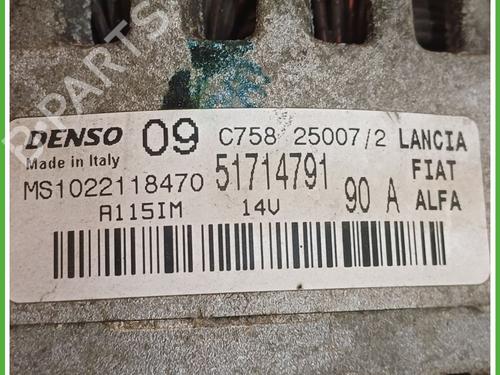 DENSO 09 C758 25007/2 LANCIA
Made in Italy FIAT
MS1022118470 51714791 90 A ALFA
A115IM 14V